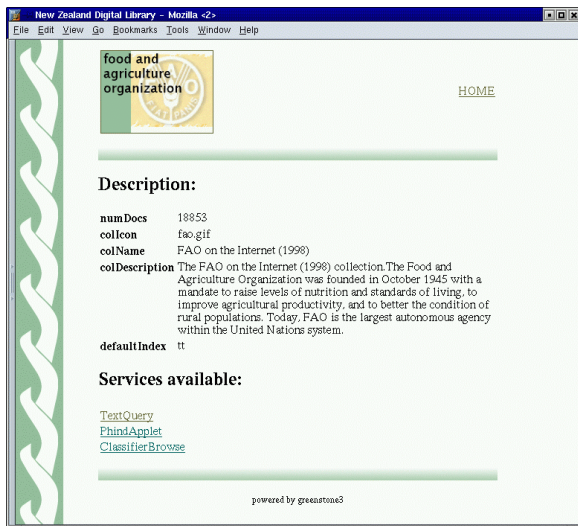 New Zealand Digital Library - Mozilla <2>
File Edit View Go Bookmarks Tools Window Help
food and
agriculture
organization
FAO
FIAT PANIS
HOME
Description:
numDocs 18853
colIcon fao.gif
colName FAO on the Internet (1998)
colDescription The FAO on the Internet (1998) collection.The Food and
Agriculture Organization was founded in October 1945 with a
mandate to raise levels of nutrition and standards of living, to
improve agricultural productivity, and to better the condition of
rural populations. Today, FAO is the largest autonomous agency
within the United Nations system.
defaultIndex tt
Services available:
TextQuery
PhindApplet
ClassifierBrowse
powered by greenstone3